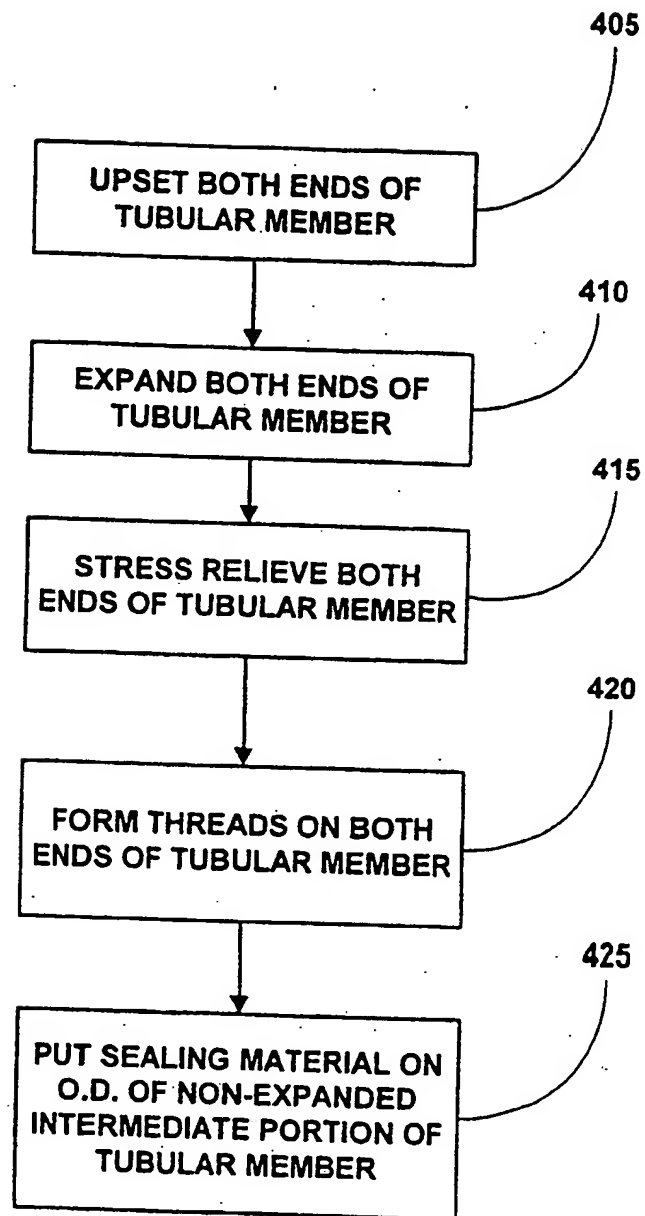 405
UPSET BOTH ENDS OF
TUBULAR MEMBER
410
EXPAND BOTH ENDS OF
TUBULAR MEMBER
415
STRESS RELIEVE BOTH
ENDS OF TUBULAR MEMBER
420
FORM THREADS ON BOTH
ENDS OF TUBULAR MEMBER
425
PUT SEALING MATERIAL ON
O.D. OF NON-EXPANDED
INTERMEDIATE PORTION OF
TUBULAR MEMBER